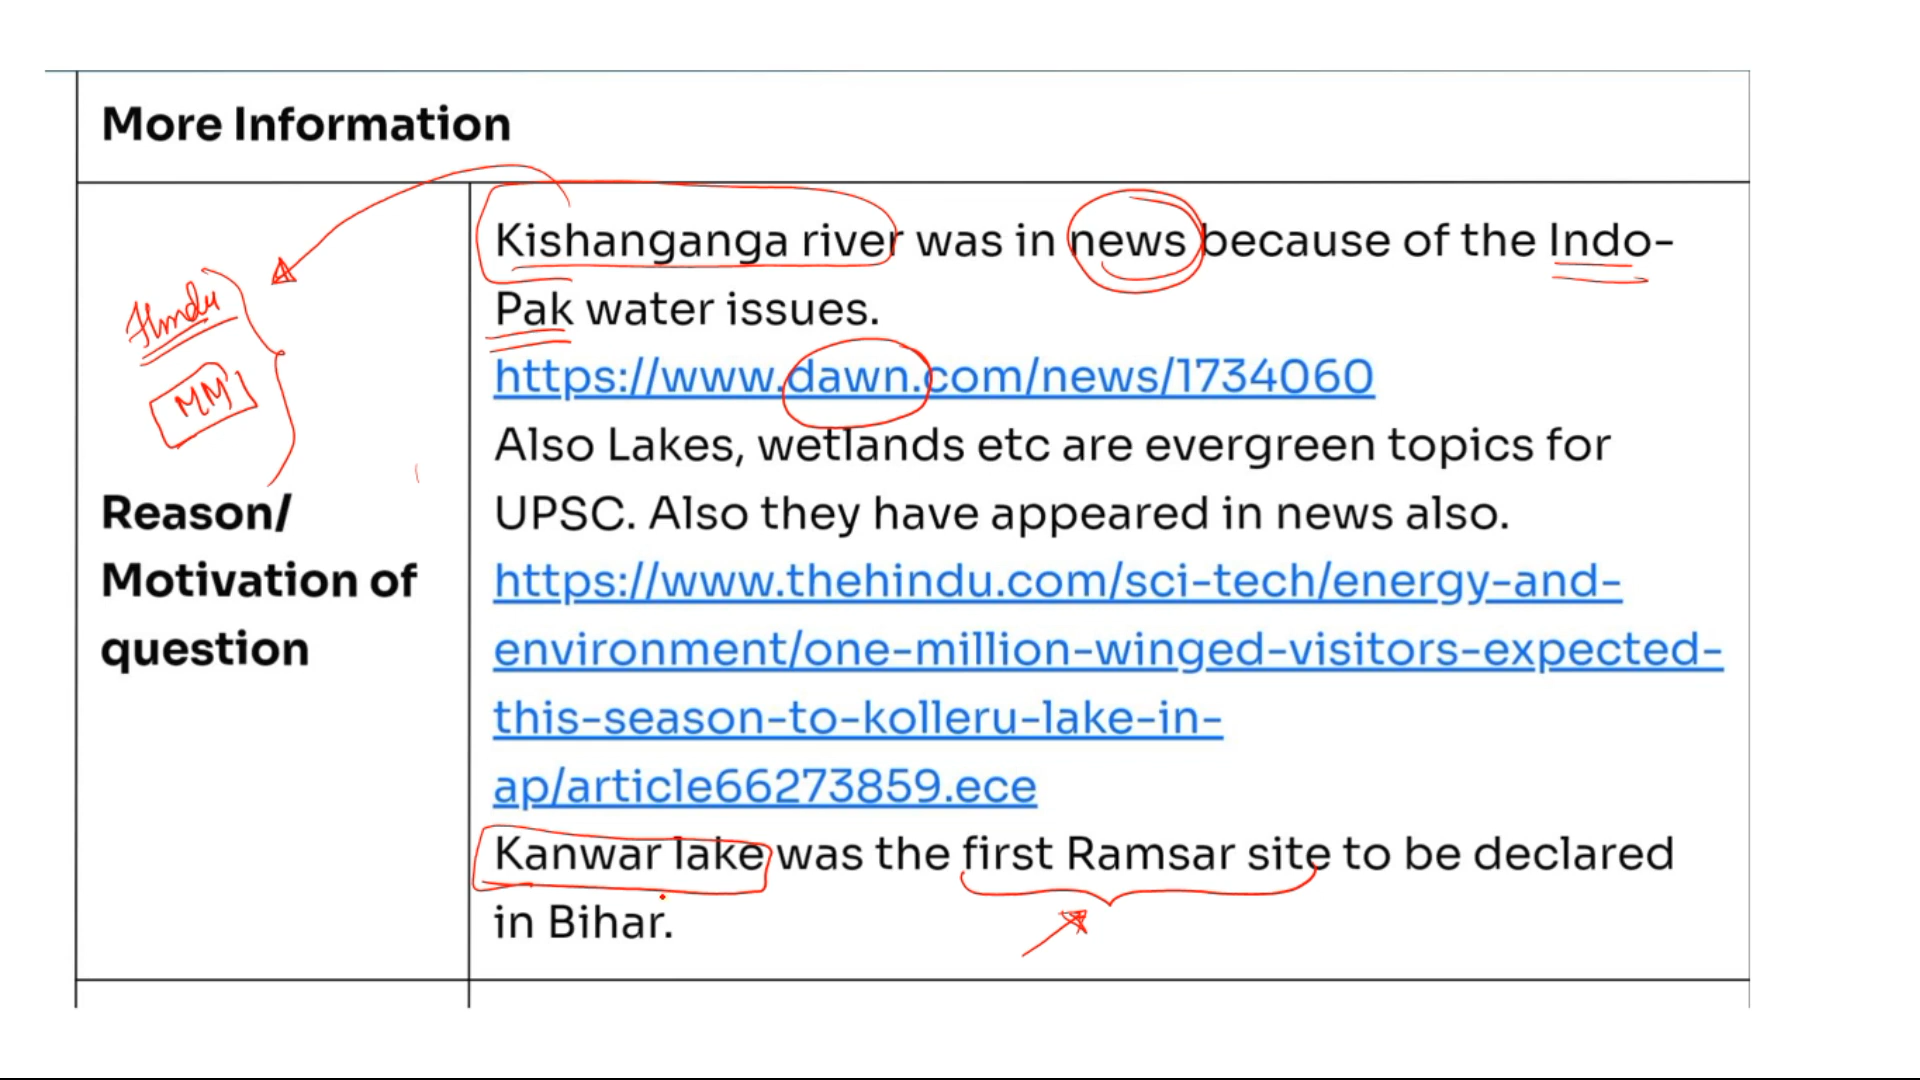 More Information
Kishanganga river was in news because of the Indo-
Pak water issues.
https://www.dawn.com/news/1734060
Also Lakes, wetlands etc are evergreen topics for
UPSC. Also they have appeared in news also.
https://www.thehindu.com/sci-tech/energy-and-
environment/one-million-winged-visitors-expected-
this-season-to-kolleru-lake-in-
ap/article66273859.ece
Kanwar lake was the first Ramsar site to be declared
in Bihar.
Hindu
MM
Reason/
Motivation of
question